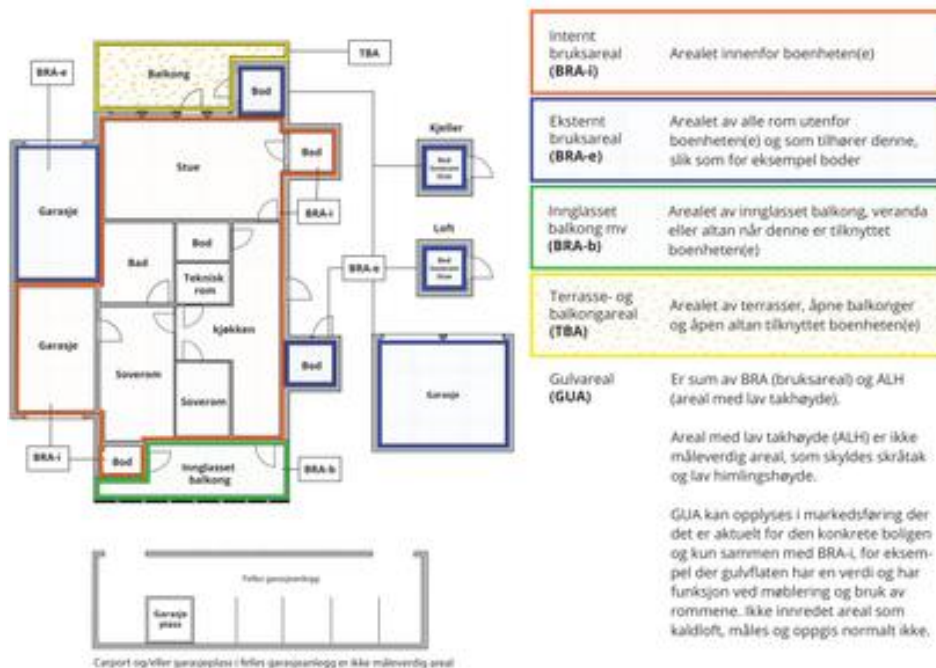 TBA
BRA-e
Balkong
Bod
Kjeller
Bod
Stue
Bod
Garasje
BRA-i
Bod
Loft
Bad
Teknisk
rom
BRA-e
Bod
kjøkken
Garasje
Soverom
Bod
Garasje
Soverom
BRA-i
Bod
Innglasset
balkong
BRA-b
Felles garasjeanlegg
Garasje
plass
Carport og/eller garasjeplass i felles garasjeanlegg er ikke måleverdig areal
Internt
bruksareal
(BRA-i)
Arealet innenfor boenheten(e)
Eksternt
bruksareal
(BRA-e)
Arealet av alle rom utenfor
boenheten(e) og som tilhører denne,
slik som for eksempel boder
Innglasset
balkong mv
(BRA-b)
Arealet av innglasset balkong, veranda
eller altan når denne er tilknyttet
boenheten(e)
Terrasse- og
balkongareal
(TBA)
Arealet av terrasser, åpne balkonger
og åpen altan tilknyttet boenheten(e)
Gulvareal
(GUA)
Er sum av BRA (bruksareal) og ALH
(areal med lav takhøyde).
Areal med lav takhøyde (ALH) er ikke
måleverdig areal, som skyldes skråtak
og lav himlingshøyde.
GUA kan opplyses i markedsføring der
det er aktuelt for den konkrete boligen
og kun sammen med BRA-i, for eksem-
pel der gulvflaten har en verdi og har
funksjon ved møblering og bruk av
rommene. Ikke innredet areal som
kaldloft, måles og oppgis normalt ikke.